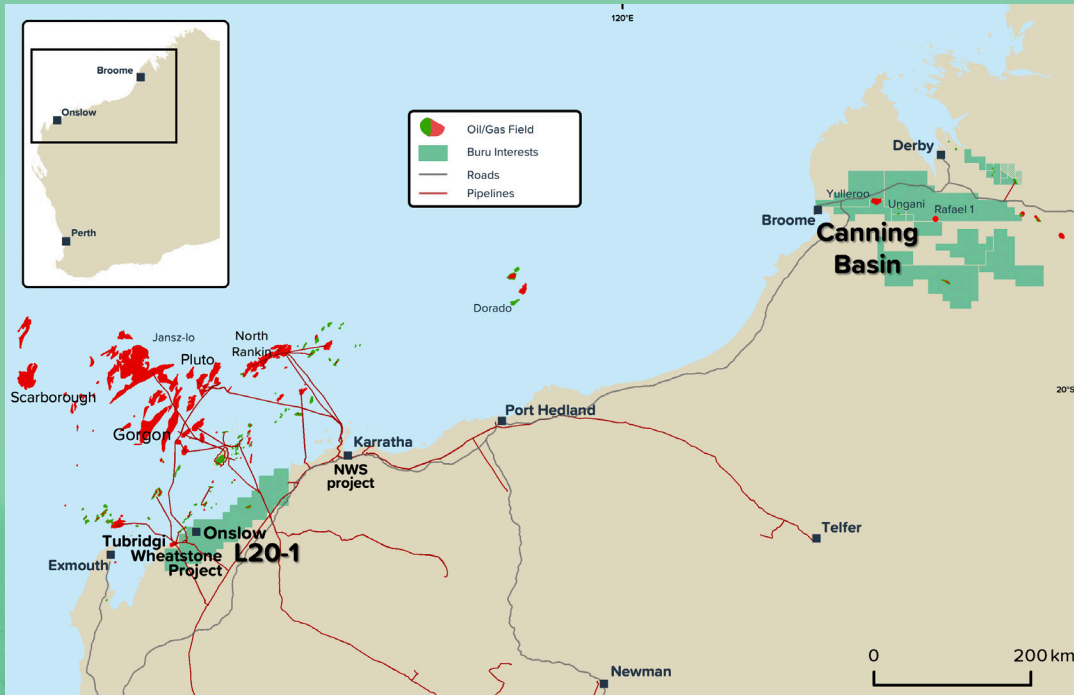 120°E
Broome
Onslow
Perth
Oil/Gas Field
Buru Interests
Roads
Pipelines
Derby
Yulleroo
Ungani
Rafael 1
Broome
Canning
Basin
Dorado
Jansz-Io
North
Rankin
Pluto
Scarborough
20°S
Gorgon
Port Hedland
Karratha
NWS
project
Telfer
Onslow
Tubridgi
Wheatstone
Project
L20-1
Exmouth
Newman
0
200 km